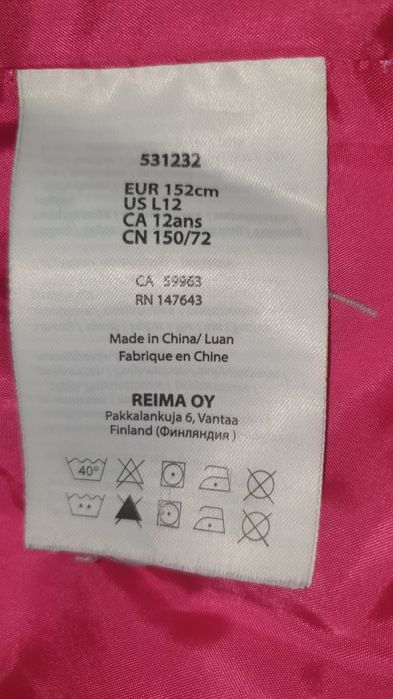 531232
EUR 152cm
US L12
CA 12ans
CN 150/72
CA 59963
RN 147643
Made in China/ Luan
Fabrique en Chine
REIMA OY
Pakkalankuja 6, Vantaa
Finland (Финляндия )
40°